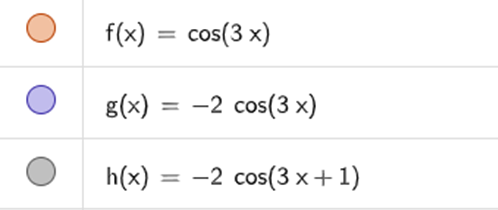 f(x) = cos(3 x)
g(x) = −2 cos(3 x)
h(x) = −2 cos(3 x + 1)